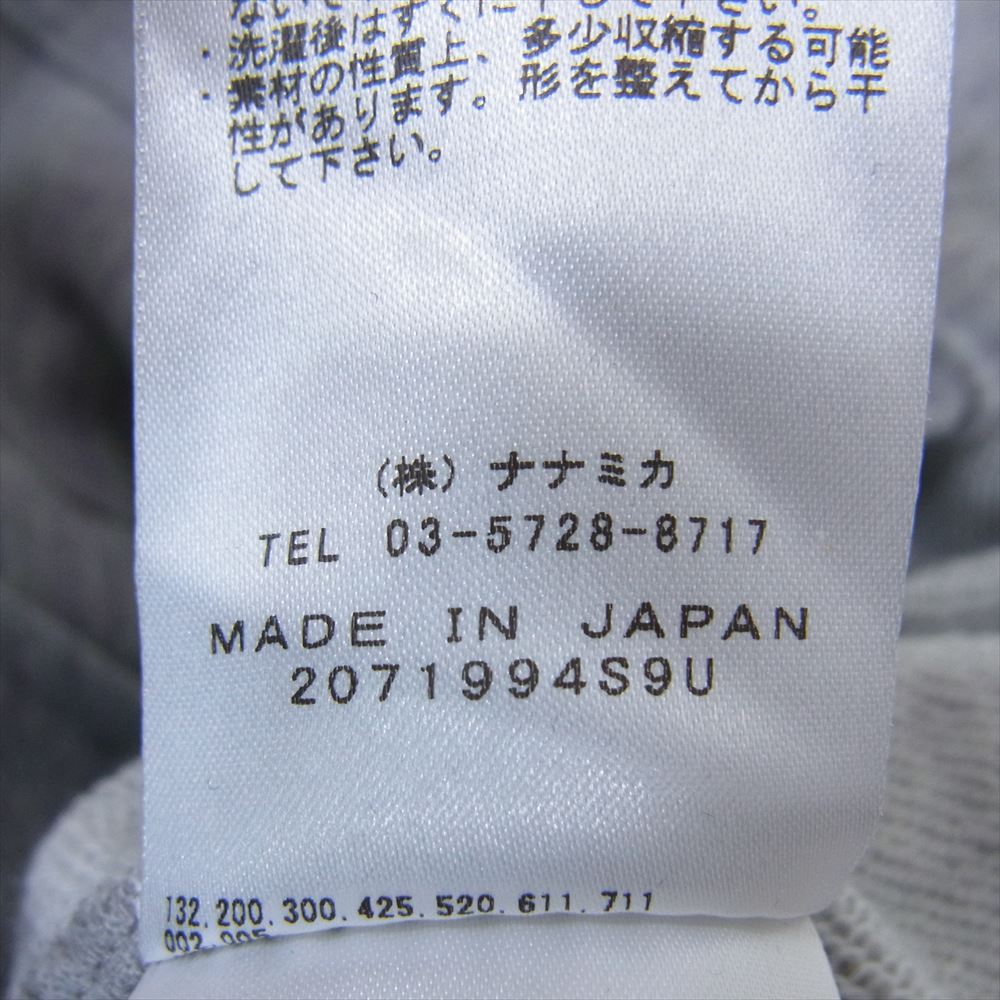 ・洗濯後はすぐに
・素材の性質上、多少収縮する可能
性があります。形を整えてから干
して下さい。
(株) ナナミカ
TEL 03-5728-8717
MADE IN JAPAN
2071994S9U
132.200.300.425.520.611.711
002.005